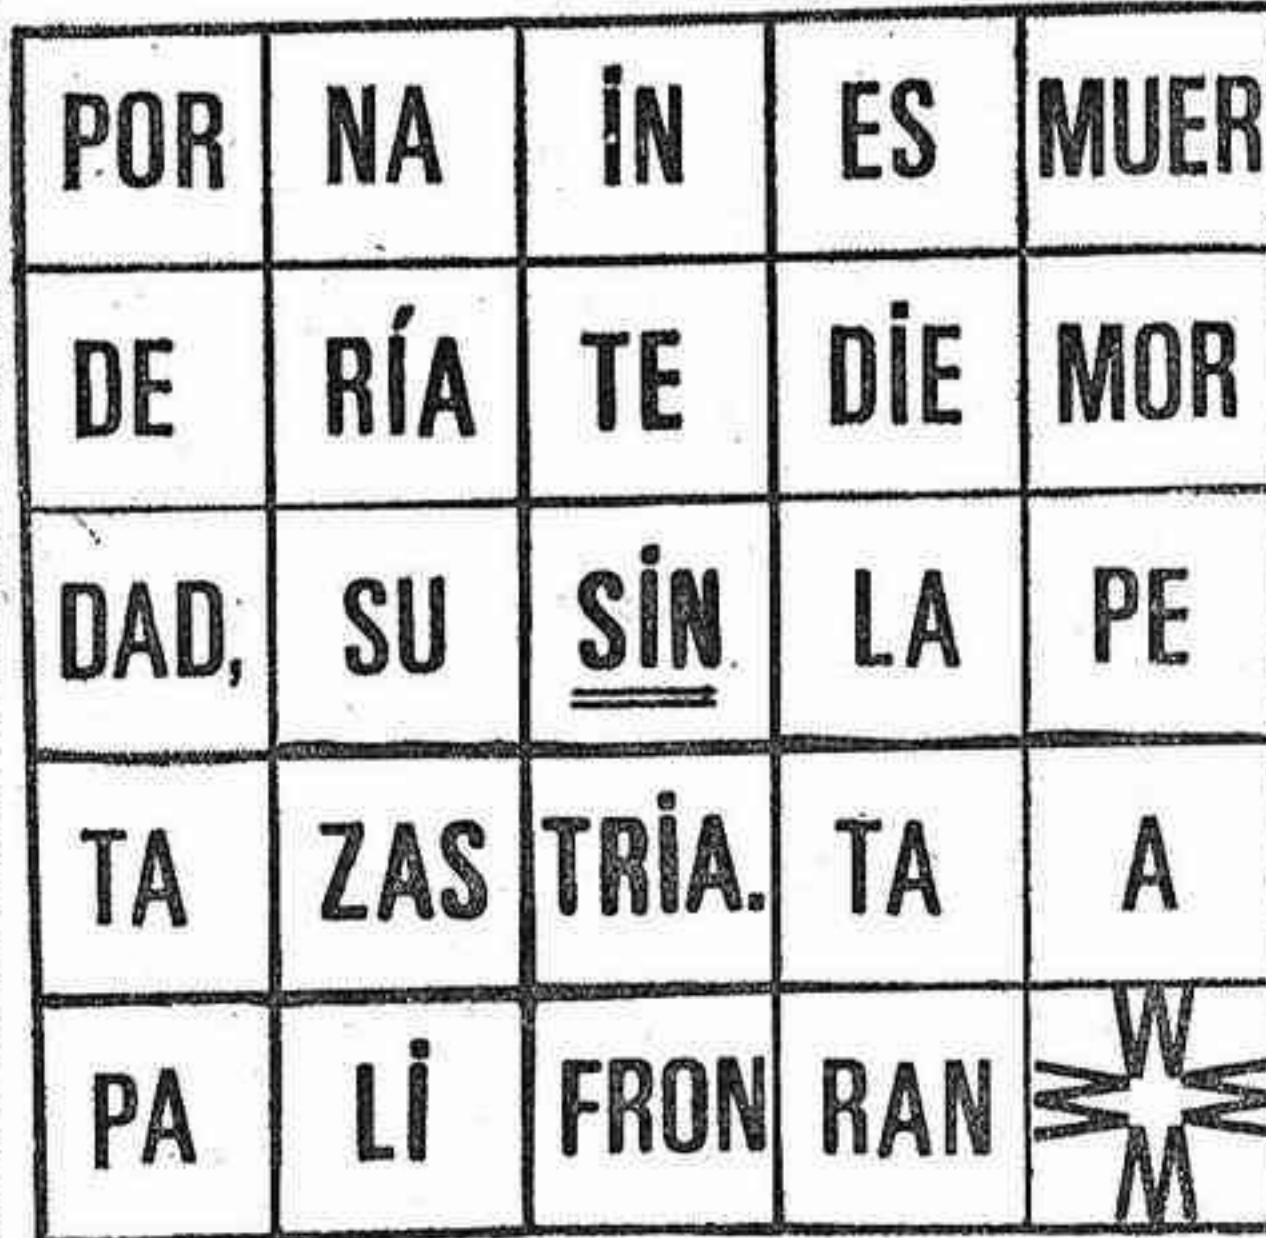 POR NA İN ES MUER
DE RÍA TE DİE MOR
DAD, SU SİN LA PE
TA ZAS TRİA. TA A
PA Lİ FRON RAN